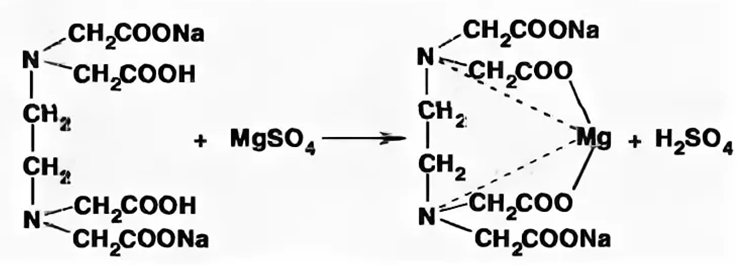 CH₂COONa CH₂COONa
N CH₂COOH N CH₂COO
CH₂ CH₂
+ MgSO₄ Mg + H₂SO₄
CH₂ CH₂
CH₂COOH CH₂COO
N CH₂COONa N CH₂COONa